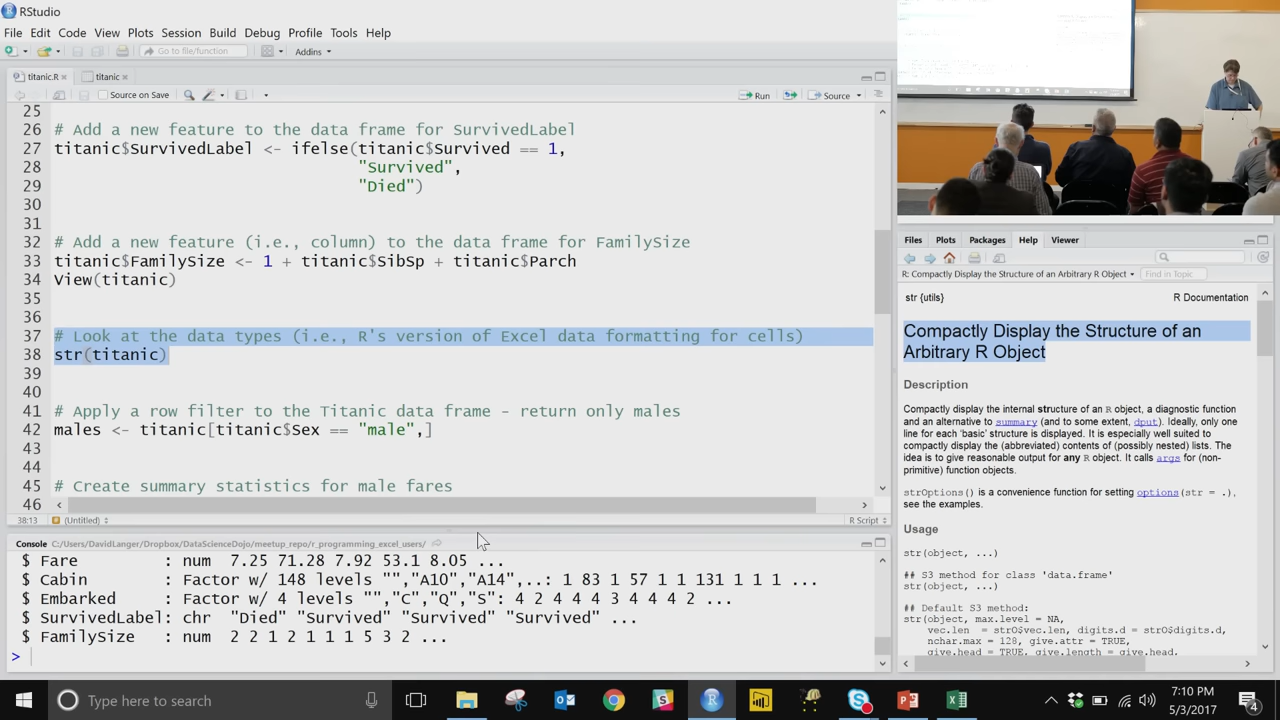 RStudio
File Edit Code View Plots Session Build Debug Profile Tools Help
Go to file/function Addins
titanic.R titanic
Source on Save Run Source
25
26 # Add a new feature to the data frame for SurvivedLabel
27 titanic$SurvivedLabel <- ifelse(titanic$Survived == 1,
28 "Survived",
29 "Died")
30
31
32 # Add a new feature (i.e., column) to the data frame for FamilySize
33 titanic$FamilySize <- 1 + titanic$SibSp + titanic$Parch
34 View(titanic)
35
36
37 # Look at the data types (i.e., R's version of Excel data formatting for cells)
38 str(titanic)
39
40
41 # Apply a row filter to the Titanic data frame - return only males
42 males <- titanic[titanic$Sex == "male",]
43
44
45 # Create summary statistics for male fares
46
38:13 (Untitled) R Script
Console C:/Users/DavidLanger/Dropbox/DataScienceDojo/meetup_repo/r_programming_excel_users/
$ Fare : num 7.25 71.28 7.92 53.1 8.05 ...
$ Cabin : Factor w/ 148 levels "","A10","A14",..: 1 83 1 57 1 1 131 1 1 1 ...
$ Embarked : Factor w/ 4 levels "","C","Q","S": 4 2 4 4 4 3 4 4 4 2 ...
$ SurvivedLabel: chr "Died" "Survived" "Survived" "Survived" ...
$ FamilySize : num 2 2 1 2 1 1 1 5 3 2 ...
>
Files Plots Packages Help Viewer
R: Compactly Display the Structure of an Arbitrary R Object Find in Topic
str {utils} R Documentation
Compactly Display the Structure of an
Arbitrary R Object
Description
Compactly display the internal structure of an R object, a diagnostic function
and an alternative to summary (and to some extent, dput). Ideally, only one
line for each 'basic' structure is displayed. It is especially well suited to
compactly display the (abbreviated) contents of (possibly nested) lists. The
idea is to give reasonable output for any R object. It calls args for (non-
primitive) function objects.
strOptions() is a convenience function for setting options(str = .),
see the examples.
Usage
str(object, ...)
## S3 method for class 'data.frame'
str(object, ...)
## Default S3 method:
str(object, max.level = NA,
vec.len = strO$vec.len, digits.d = strO$digits.d,
nchar.max = 128, give.attr = TRUE,
give.head = TRUE, give.length = give.head,
Type here to search
7:10 PM
5/3/2017
4